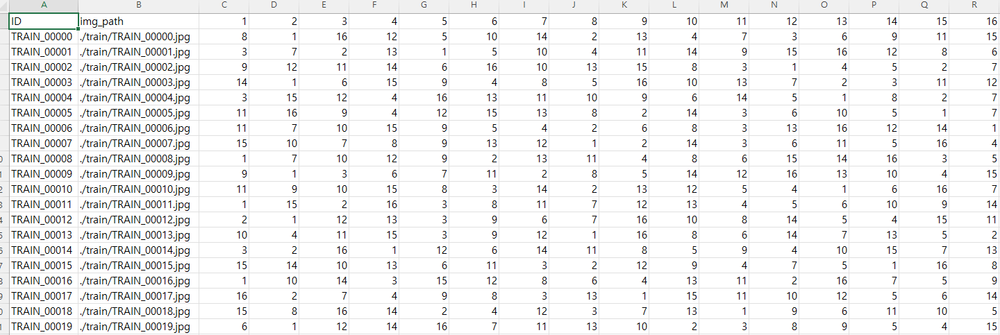 A B C D E F G H I J K L M N O P Q R
ID img_path 1 2 3 4 5 6 7 8 9 10 11 12 13 14 15 16
TRAIN_00000 ./train/TRAIN_00000.jpg 8 1 16 12 5 10 14 2 13 4 7 3 6 9 11 15
TRAIN_00001 ./train/TRAIN_00001.jpg 3 7 2 13 1 5 10 4 11 14 9 15 16 12 8 6
TRAIN_00002 ./train/TRAIN_00002.jpg 9 12 11 14 6 16 10 13 15 8 3 1 4 5 2 7
TRAIN_00003 ./train/TRAIN_00003.jpg 14 1 6 15 9 4 8 5 16 10 13 7 2 3 11 12
TRAIN_00004 ./train/TRAIN_00004.jpg 3 15 12 4 16 13 11 10 9 6 14 5 1 8 2 7
TRAIN_00005 ./train/TRAIN_00005.jpg 11 16 9 4 12 15 13 8 2 14 3 6 10 5 1 7
TRAIN_00006 ./train/TRAIN_00006.jpg 11 7 10 15 9 5 4 2 6 8 3 13 16 12 14 1
TRAIN_00007 ./train/TRAIN_00007.jpg 15 10 7 8 9 13 12 1 2 14 3 6 11 5 16 4
TRAIN_00008 ./train/TRAIN_00008.jpg 1 7 10 12 9 2 13 11 4 8 6 15 14 16 3 5
TRAIN_00009 ./train/TRAIN_00009.jpg 9 1 3 6 7 11 2 8 5 14 12 16 13 10 4 15
TRAIN_00010 ./train/TRAIN_00010.jpg 11 9 10 15 8 3 14 2 13 12 5 4 1 6 16 7
TRAIN_00011 ./train/TRAIN_00011.jpg 1 15 2 16 3 8 11 7 12 13 4 5 6 10 9 14
TRAIN_00012 ./train/TRAIN_00012.jpg 2 1 12 13 3 9 6 7 16 10 8 14 5 4 15 11
TRAIN_00013 ./train/TRAIN_00013.jpg 10 4 11 15 3 9 12 1 16 8 6 14 7 13 5 2
TRAIN_00014 ./train/TRAIN_00014.jpg 3 2 16 1 12 6 14 11 8 5 9 4 10 15 7 13
TRAIN_00015 ./train/TRAIN_00015.jpg 15 14 10 13 6 11 3 2 12 9 4 7 5 1 16 8
TRAIN_00016 ./train/TRAIN_00016.jpg 1 10 14 3 15 12 8 6 4 13 11 2 16 7 5 9
TRAIN_00017 ./train/TRAIN_00017.jpg 16 2 7 4 9 8 3 13 1 15 11 10 12 5 6 14
TRAIN_00018 ./train/TRAIN_00018.jpg 15 8 16 14 2 4 12 3 7 13 1 9 6 11 10 5
TRAIN_00019 ./train/TRAIN_00019.jpg 6 1 12 14 16 7 11 13 10 2 3 8 9 5 4 15